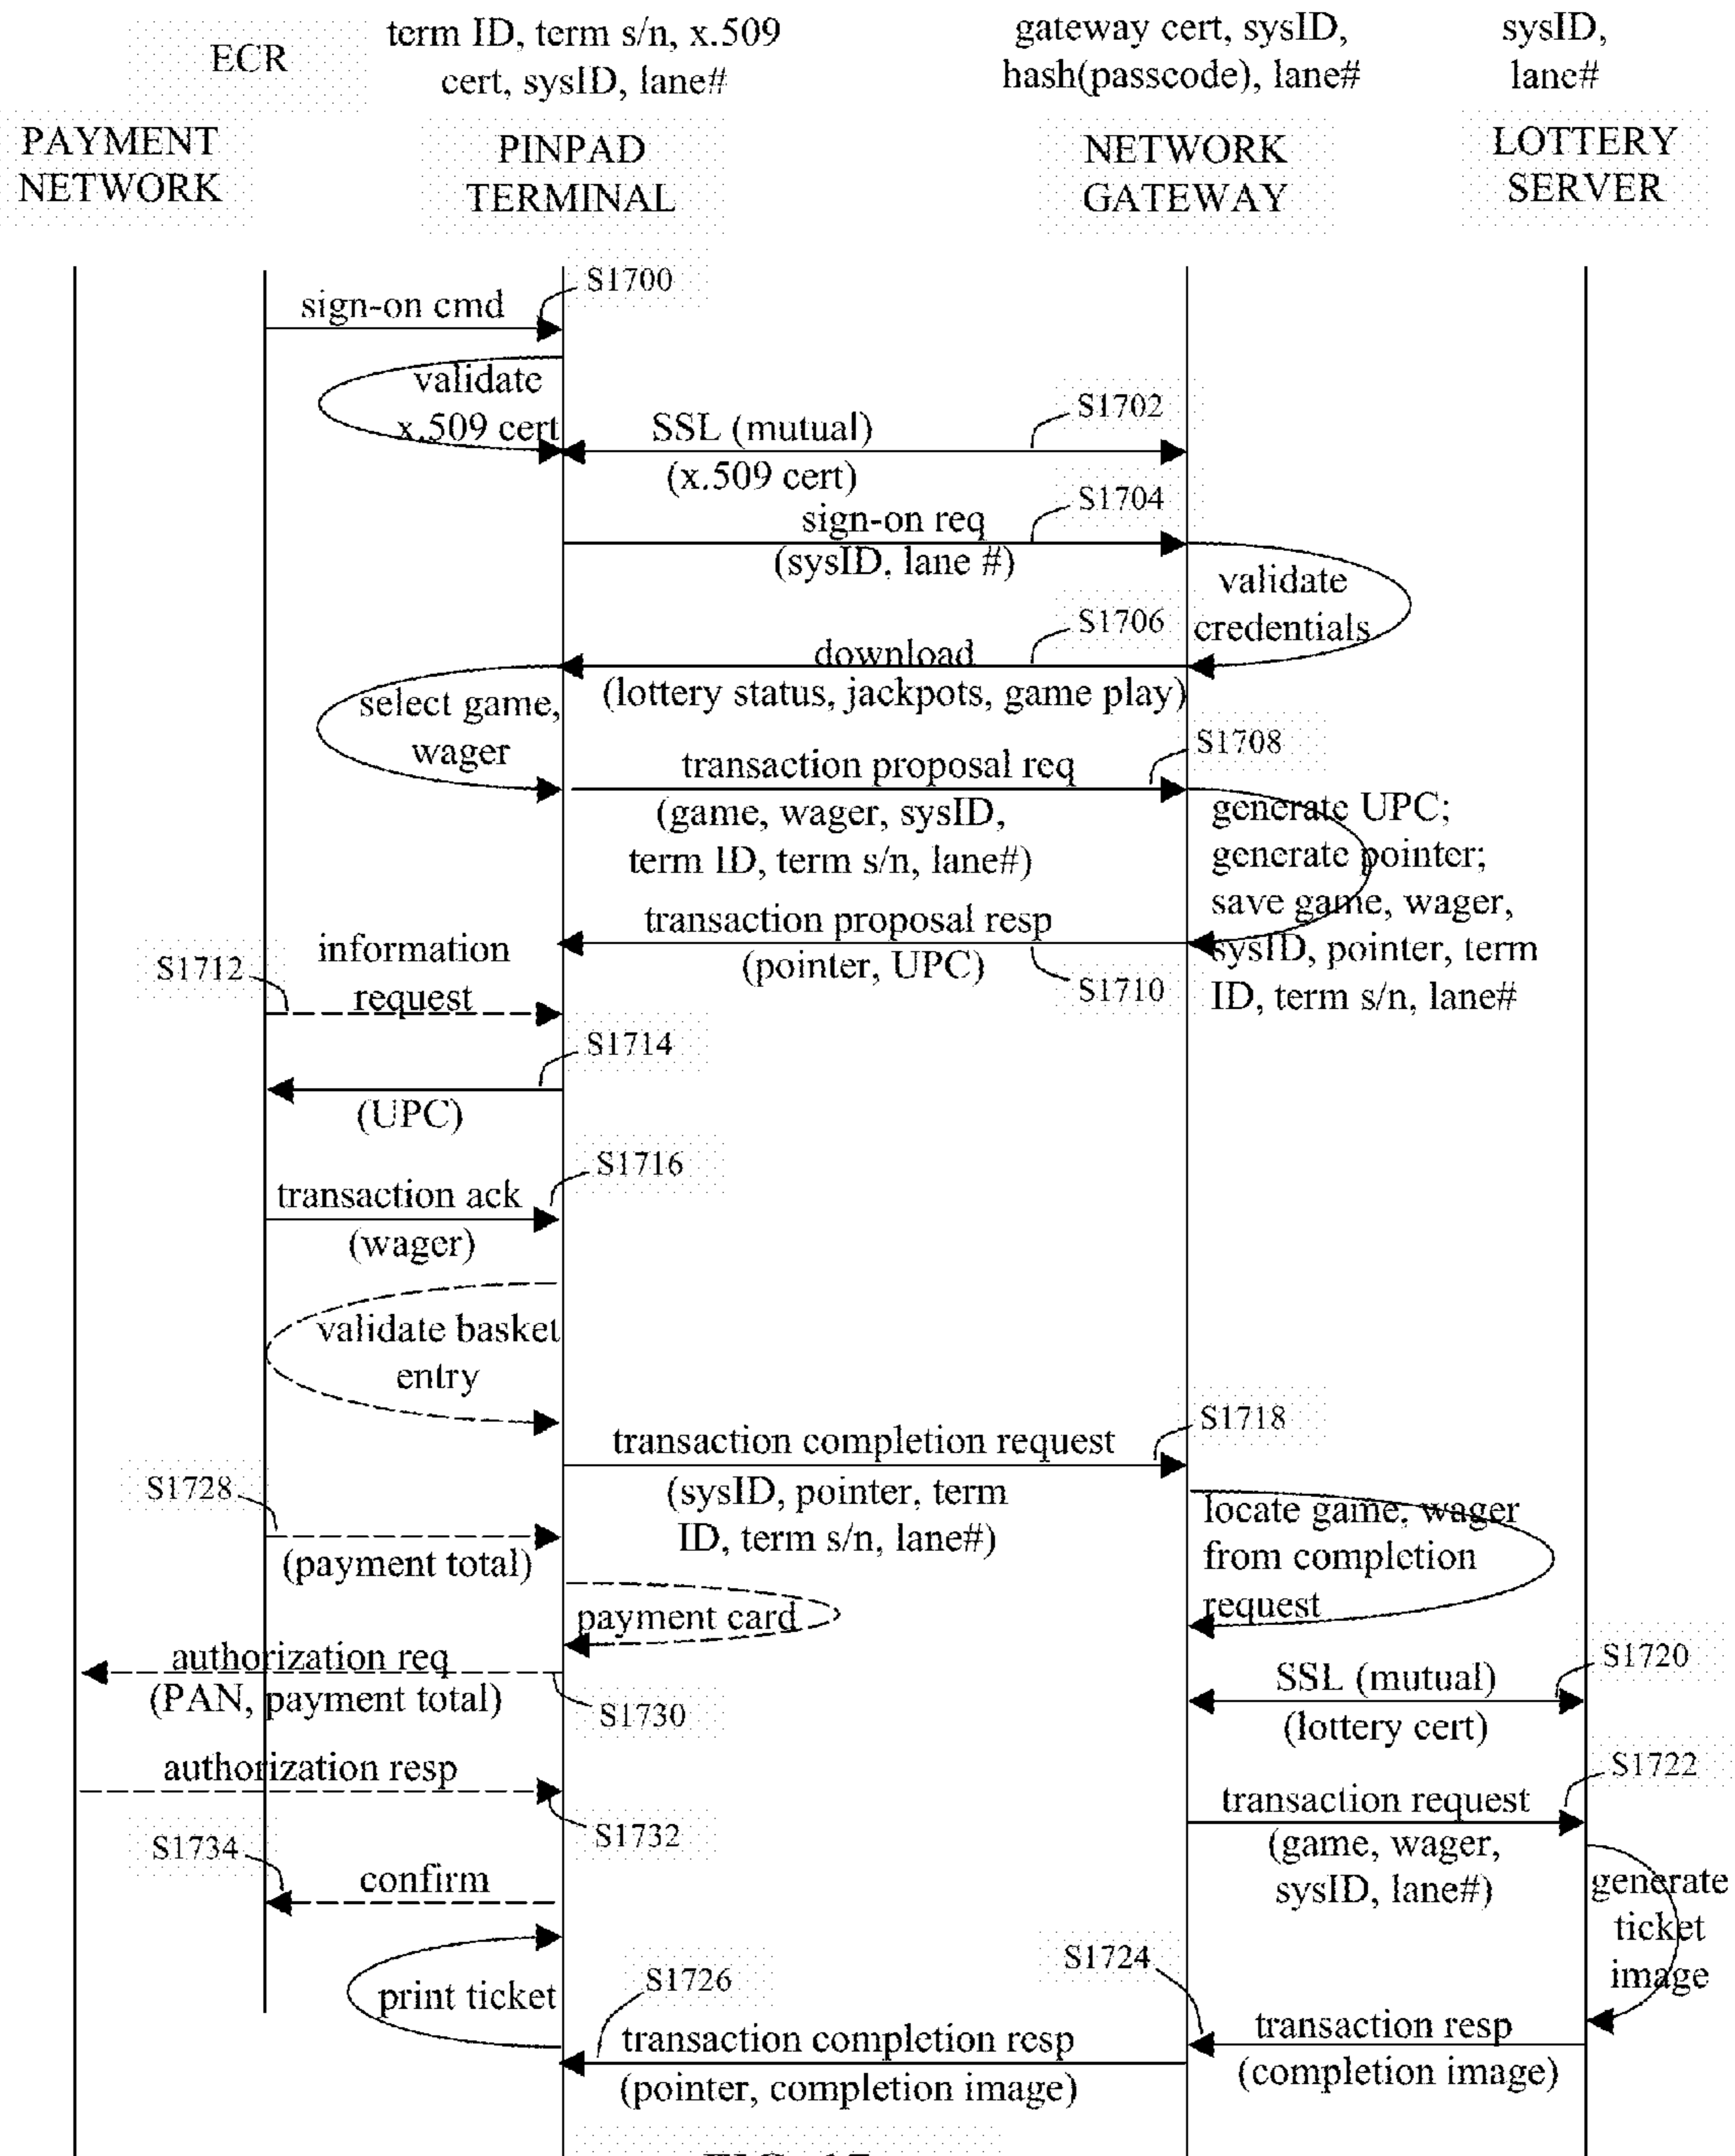 ECR
term ID, term s/n, x.509
cert, sysID, lane#
gateway cert, sysID,
hash(passcode), lane#
sysID,
lane#
PAYMENT
NETWORK
PINPAD
TERMINAL
NETWORK
GATEWAY
LOTTERY
SERVER
S1700
sign-on cmd
validate
x.509 cert
S1702
SSL (mutual)
(x.509 cert)
S1704
sign-on req
(sysID, lane #)
validate
credentials
S1706
download
(lottery status, jackpots, game play)
select game,
wager
S1708
transaction proposal req
(game, wager, sysID,
term ID, term s/n, lane#)
generate UPC;
generate pointer;
save game, wager,
sysID, pointer, term
ID, term s/n, lane#
transaction proposal resp
(pointer, UPC)
S1710
S1712
information
request
S1714
(UPC)
S1716
transaction ack
(wager)
validate basket
entry
S1718
transaction completion request
(sysID, pointer, term
ID, term s/n, lane#)
S1728
(payment total)
locate game, wager
from completion
request
payment card
authorization req
(PAN, payment total)
S1730
S1720
SSL (mutual)
(lottery cert)
authorization resp
S1732
S1722
transaction request
(game, wager,
sysID, lane#)
S1734
confirm
generate
ticket
image
print ticket
S1726
S1724
transaction completion resp
(pointer, completion image)
transaction resp
(completion image)